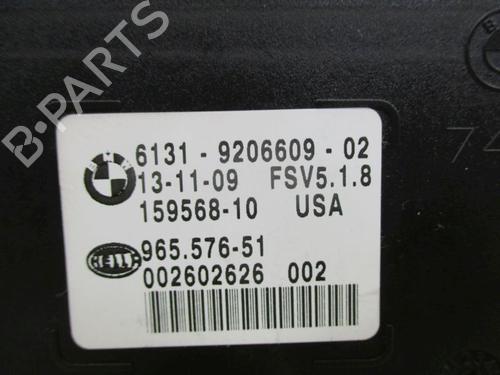 B-PARTS
BMW
6131 - 9206609 - 02
13-11-09 FSV5.1.8
159568-10 USA
HELLA
965.576-51
002602626 002